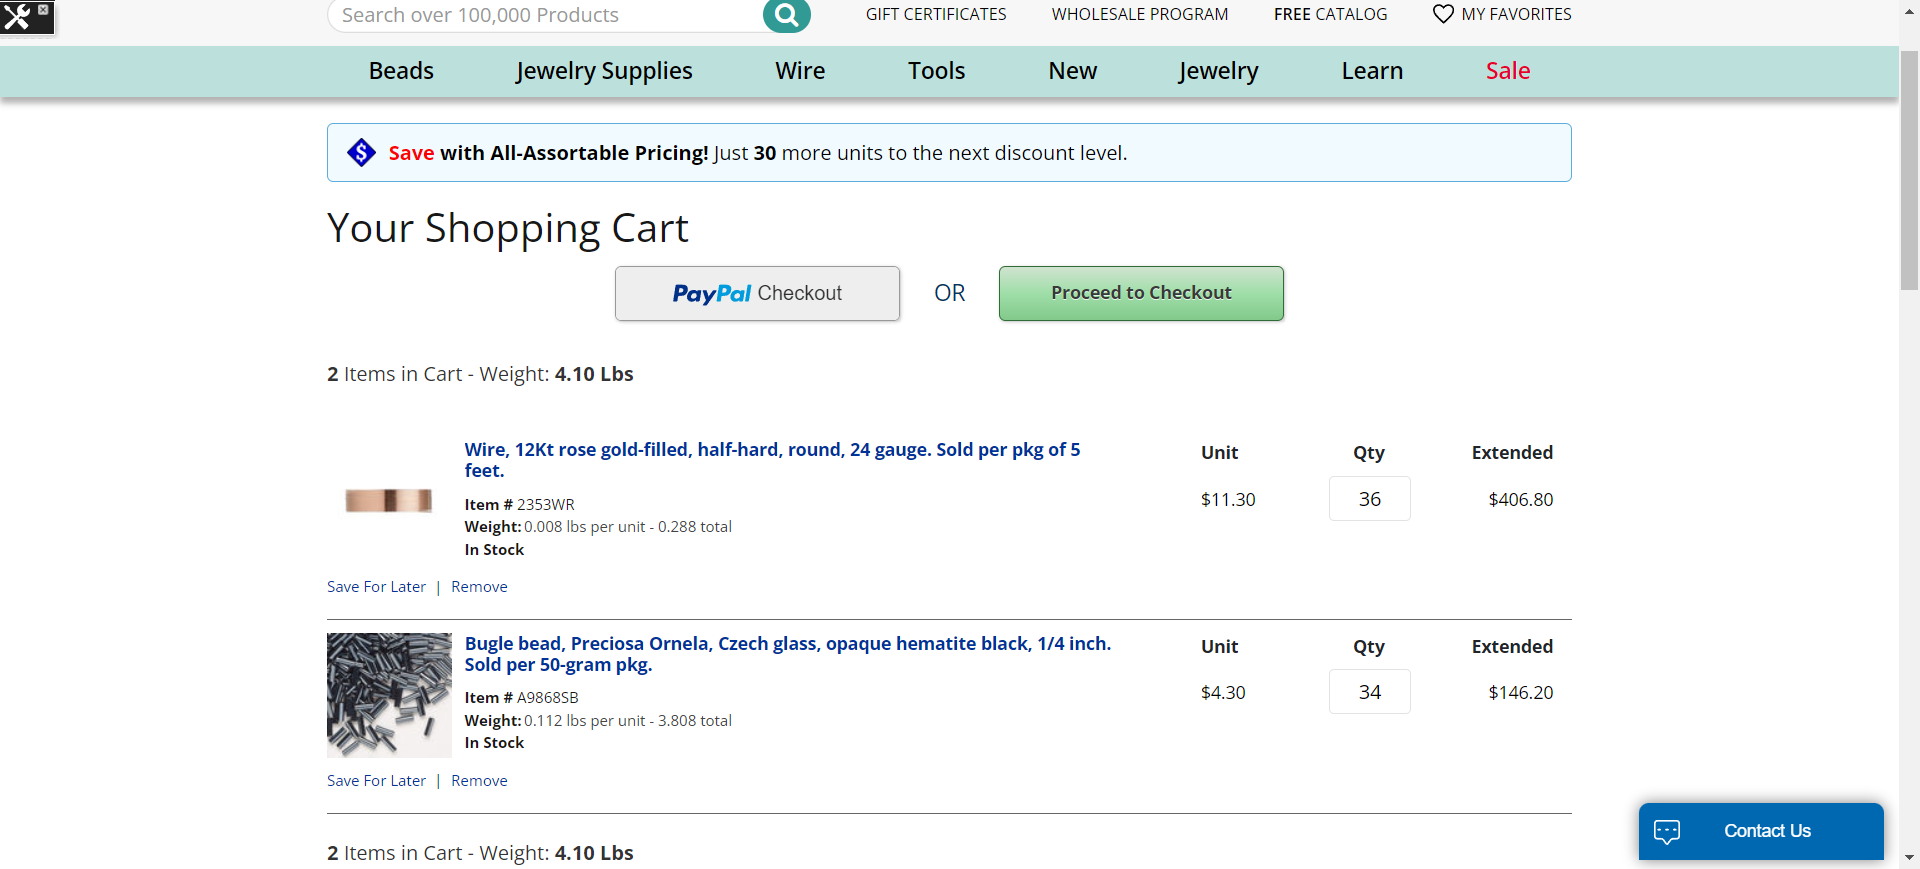 Search over 100,000 Products
GIFT CERTIFICATES
WHOLESALE PROGRAM
FREE CATALOG
MY FAVORITES
Beads
Jewelry Supplies
Wire
Tools
New
Jewelry
Learn
Sale
Save with All-Assortable Pricing! Just 30 more units to the next discount level.
Your Shopping Cart
PayPal Checkout
OR
Proceed to Checkout
2 Items in Cart - Weight: 4.10 Lbs
Wire, 12Kt rose gold-filled, half-hard, round, 24 gauge. Sold per pkg of 5
feet.
Item # 2353WR
Weight: 0.008 lbs per unit - 0.288 total
In Stock
Unit
Qty
Extended
$11.30
36
$406.80
Save For Later | Remove
Bugle bead, Preciosa Ornela, Czech glass, opaque hematite black, 1/4 inch.
Sold per 50-gram pkg.
Item # A9868SB
Weight: 0.112 lbs per unit - 3.808 total
In Stock
Unit
Qty
Extended
$4.30
34
$146.20
Save For Later | Remove
2 Items in Cart - Weight: 4.10 Lbs
Contact Us